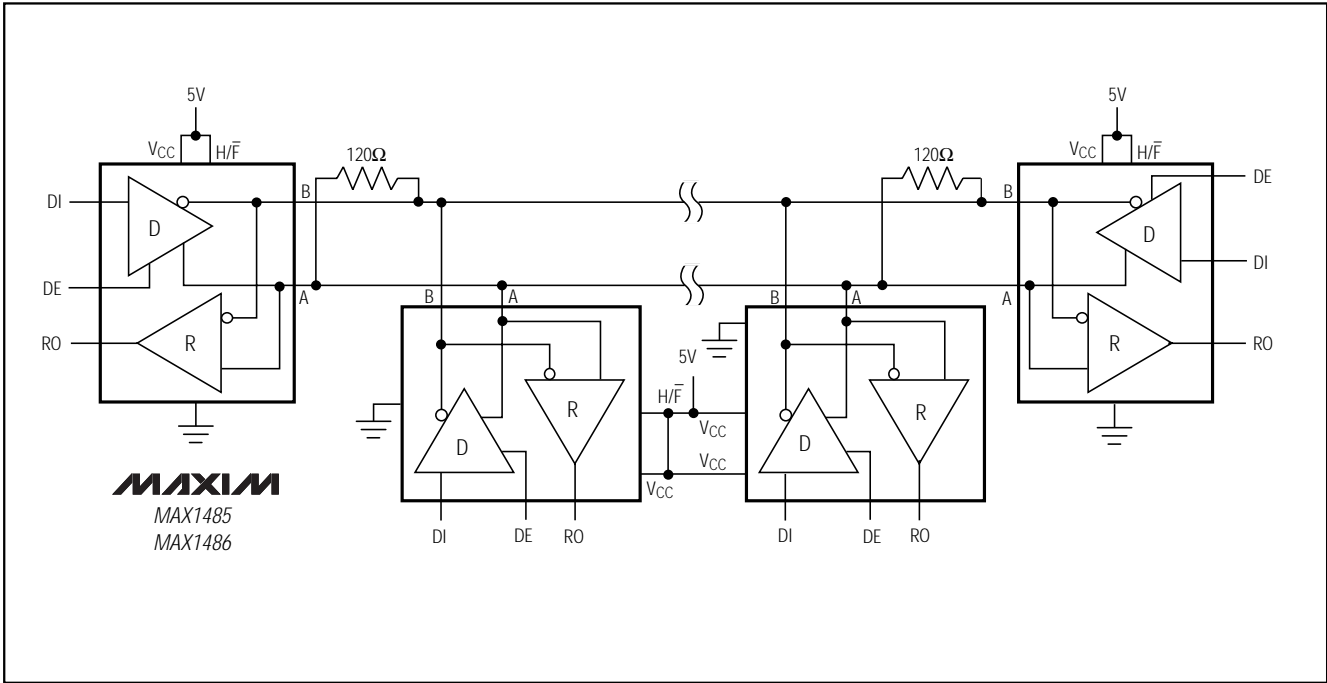 5V
5V
VCC
H/F̅
120Ω
120Ω
VCC
H/F̅
DI
B
B
DE
D
D
DE
A
B
A
B
A
A
DI
RO
R
5V
R
RO
H/F̅
R
R
D
VCC
D
VCC
VCC
MAXIM
MAX1485
MAX1486
DI
DE
RO
DI
DE
RO